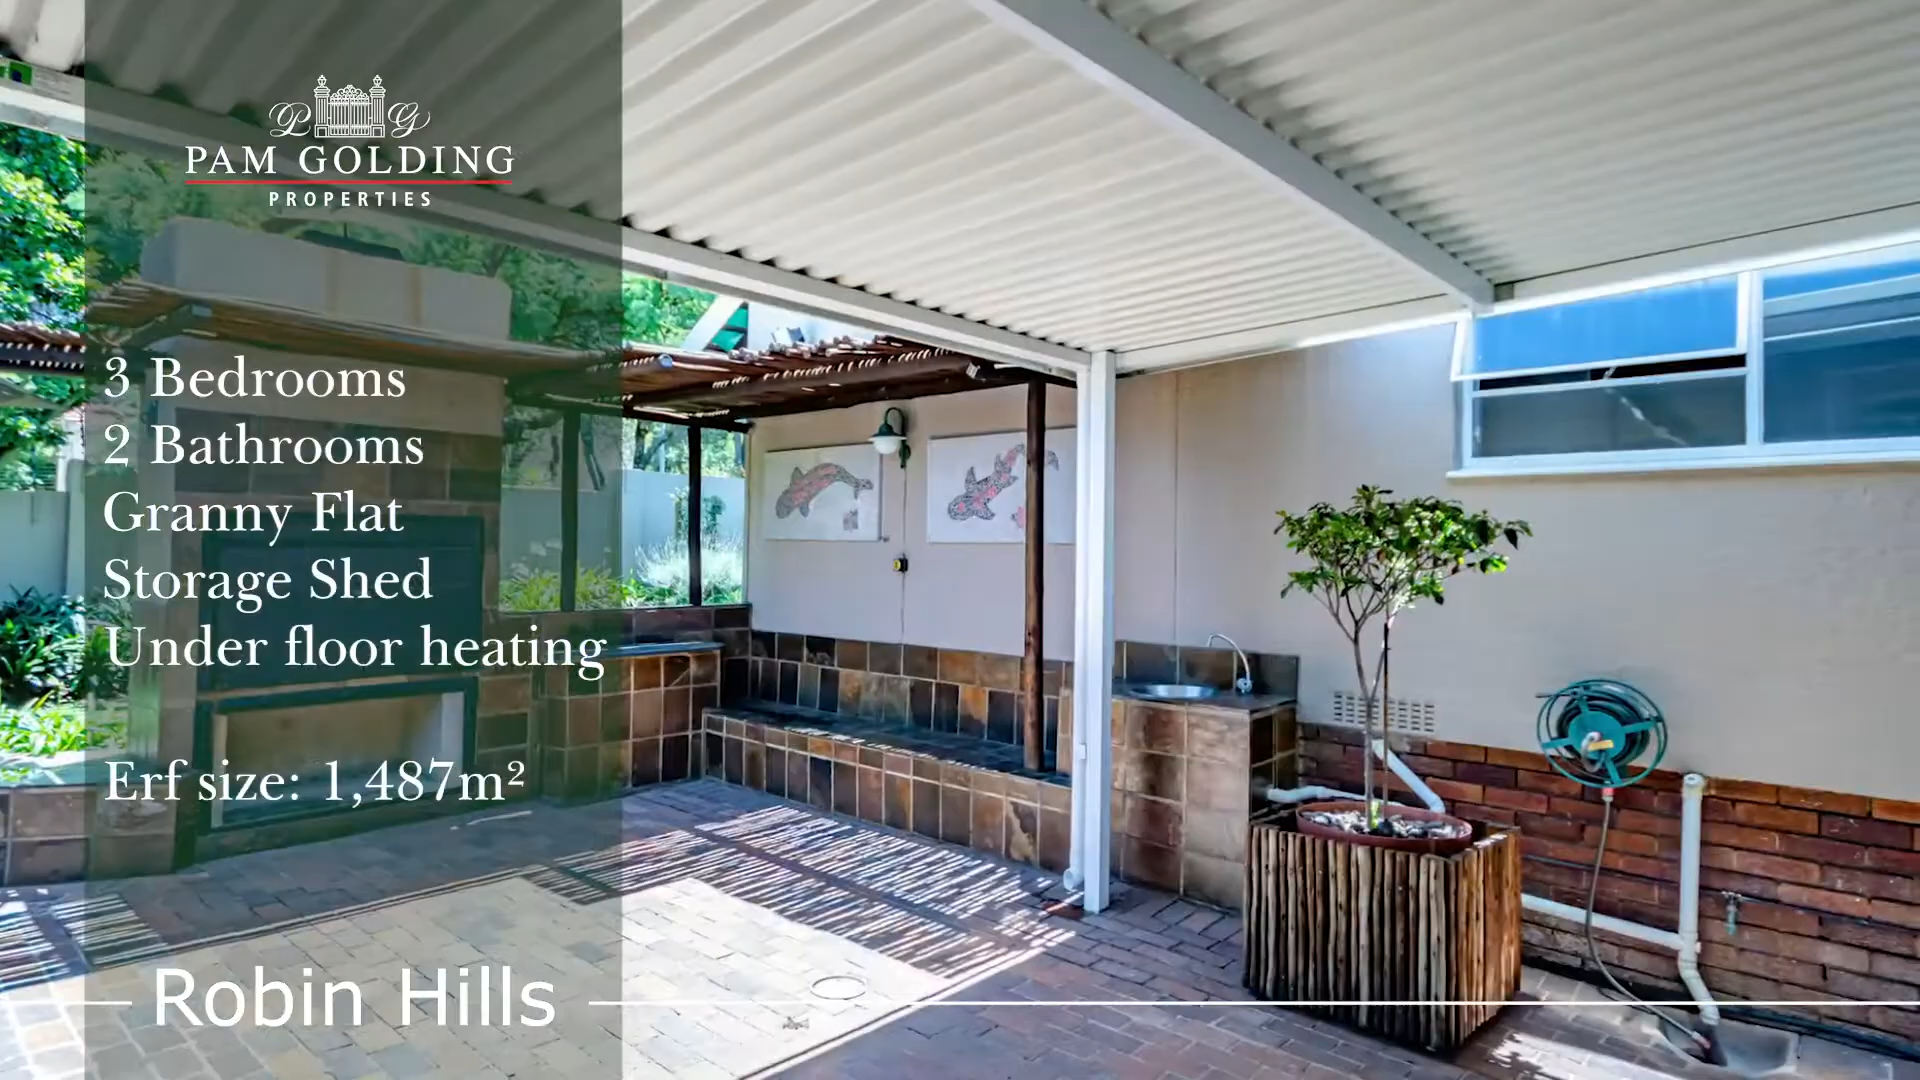 P G
PAM GOLDING
PROPERTIES
3 Bedrooms
2 Bathrooms
Granny Flat
Storage Shed
Under floor heating
Erf size: 1,487m²
Robin Hills